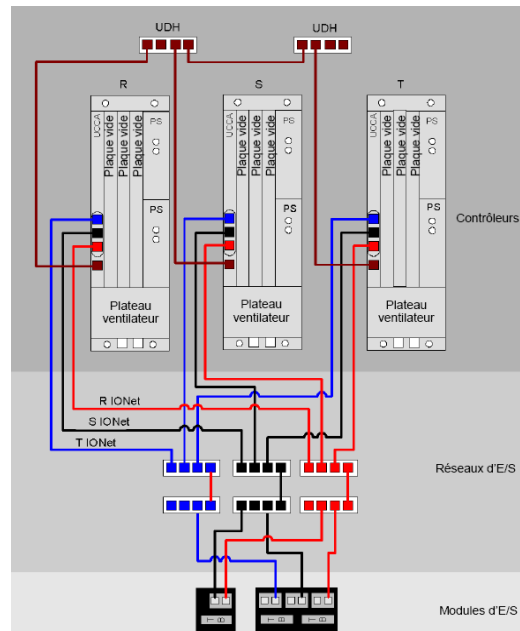 UDH
UDH
R
S
T
UCCA
Plaque vide
Plaque vide
Plaque vide
PS
PS
UCCA
Plaque vide
Plaque vide
Plaque vide
PS
PS
UCCA
Plaque vide
Plaque vide
Plaque vide
PS
PS
Contrôleurs
Plateau
ventilateur
Plateau
ventilateur
Plateau
ventilateur
R IONet
S IONet
T IONet
Réseaux d'E/S
T B
T B
T B
Modules d'E/S